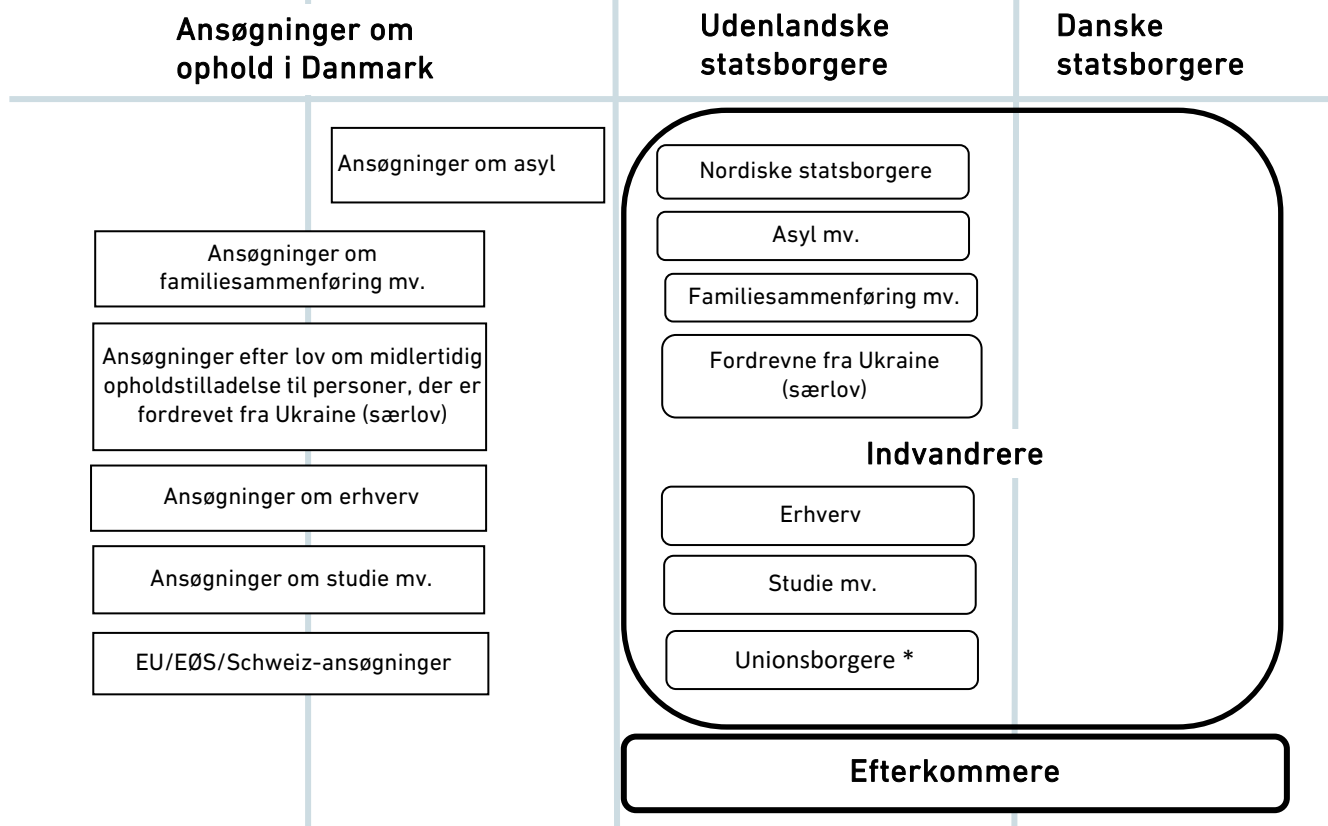 Ansøgninger om
ophold i Danmark
Udenlandske
statsborgere
Danske
statsborgere
Ansøgninger om asyl
Ansøgninger om
familiesammenføring mv.
Ansøgninger efter lov om midlertidig
opholdstilladelse til personer, der er
fordrevet fra Ukraine (særlov)
Ansøgninger om erhverv
Ansøgninger om studie mv.
EU/EØS/Schweiz-ansøgninger
Nordiske statsborgere
Asyl mv.
Familiesammenføring mv.
Fordrevne fra Ukraine
(særlov)
Indvandrere
Erhverv
Studie mv.
Unionsborgere *
Efterkommere